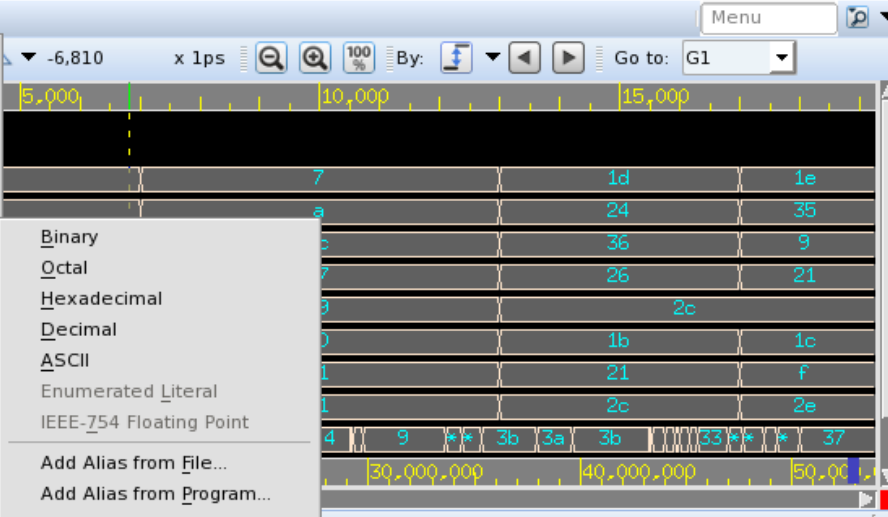 Menu
-6,810 x 1ps 100 % By: Go to: G1
5,000 10,000 15,000
7 1d 1e
a 24 35
36 9
26 21
2c
1b 1c
21 f
2c 2e
4 9 ** 3b 3a 3b 33 ** * 37
30,000,000 40,000,000
Binary
Octal
Hexadecimal
Decimal
ASCII
Enumerated Literal
IEEE-754 Floating Point
Add Alias from File...
Add Alias from Program...